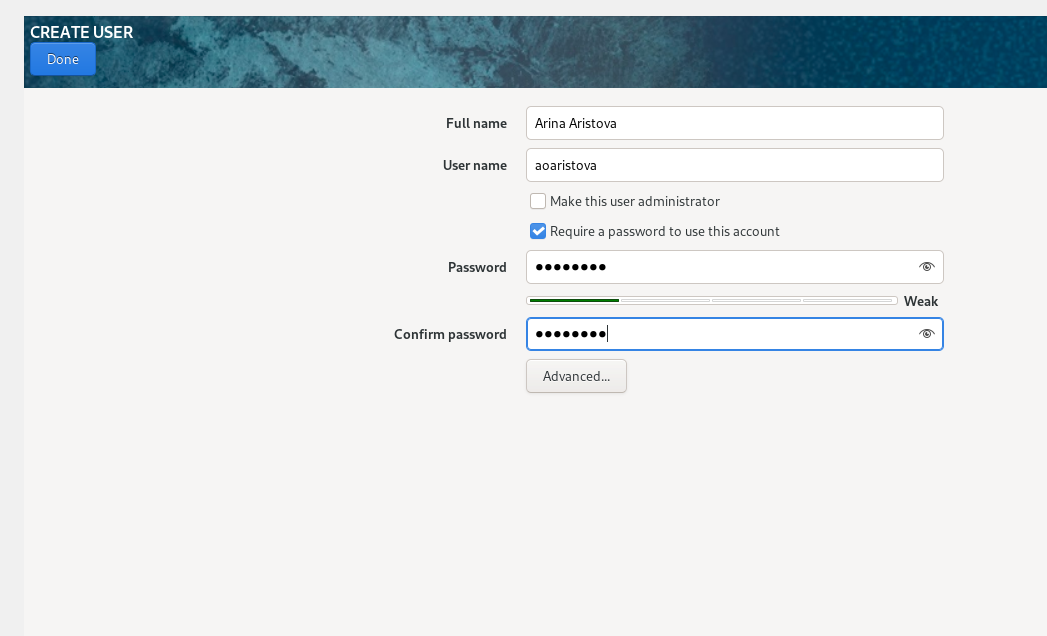 CREATE USER
Done
Full name Arina Aristova
User name aoaristova
Make this user administrator
Require a password to use this account
Password ●●●●●●●●
Weak
Confirm password ●●●●●●●●
Advanced...